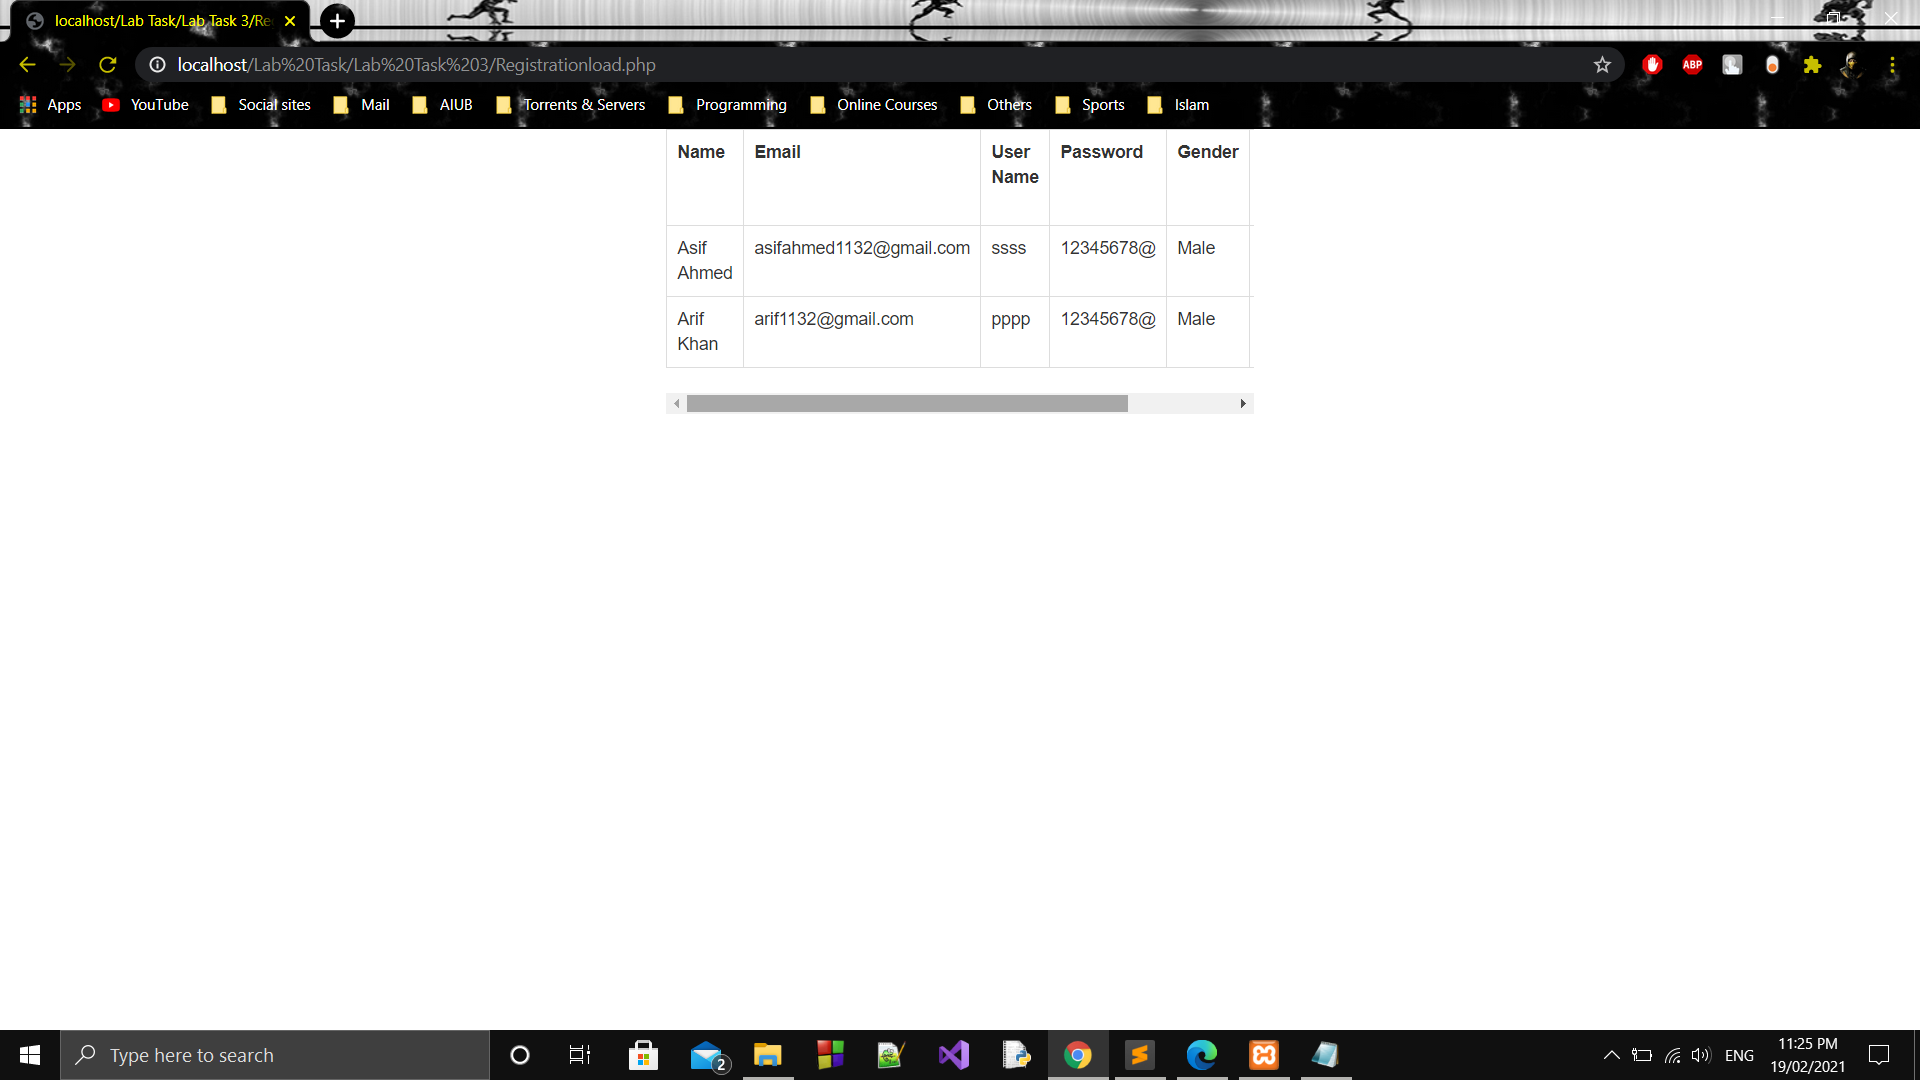 localhost/Lab Task/Lab Task 3/Re
localhost/Lab%20Task/Lab%20Task%203/Registrationload.php
ABP
Apps YouTube Social sites Mail AIUB Torrents & Servers Programming Online Courses Others Sports Islam
Name Email User Password Gender
Name
Asif asifahmed1132@gmail.com ssss 12345678@ Male
Ahmed
Arif arif1132@gmail.com pppp 12345678@ Male
Khan
Type here to search
2
ENG
11:25 PM
19/02/2021